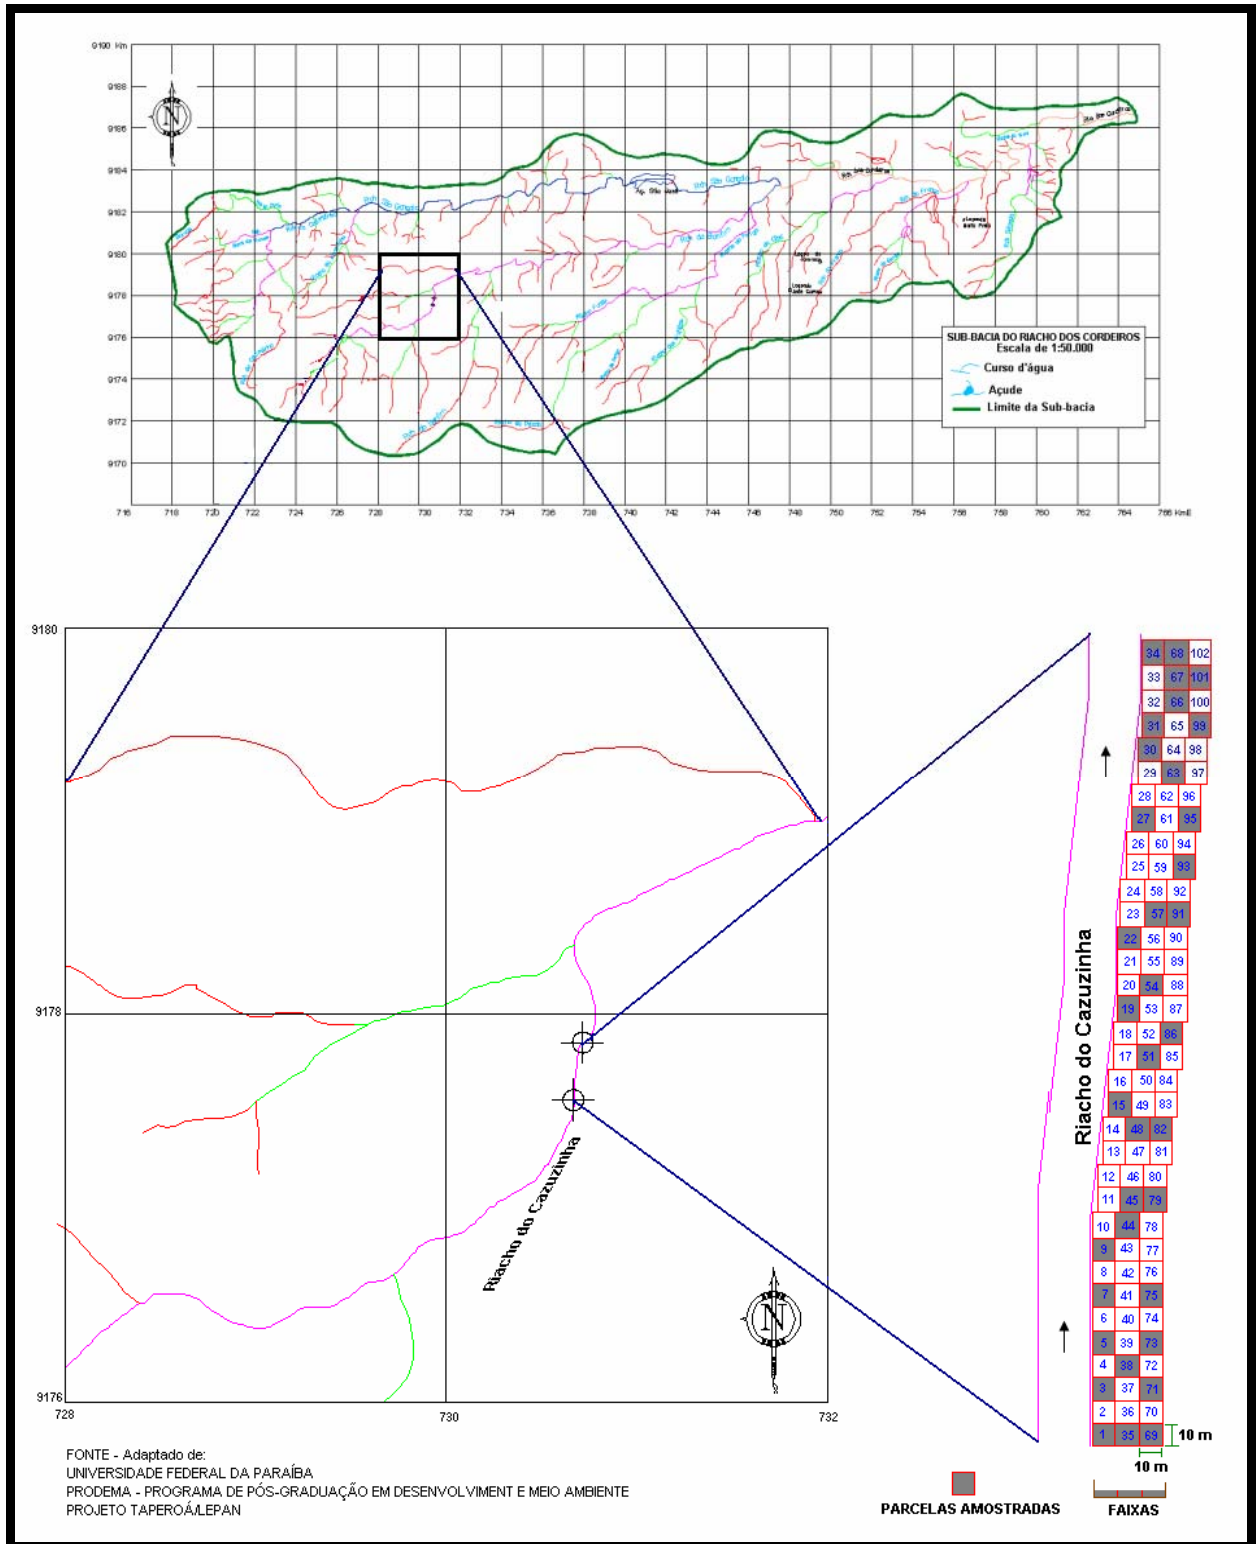 9190 Km
9188
9186
9184
9182
9180
9178
9176
9174
9172
9170
N
716 718 720 722 724 726 728 730 732 734 736 738 740 742 744 746 748 750 752 754 756 758 760 762 764 766 KmE
SUB-BACIA DO RIACHO DOS CORDEIROS
Escala de 1:50.000
Curso d'água
Açude
Limite da Sub-bacia
9180
9178
9176
728 730 732
Riacho do Cazuzinha
N
Riacho do Cazuzinha
34 68 102
33 67 101
32 66 100
31 65 99
30 64 98
29 63 97
28 62 96
27 61 95
26 60 94
25 59 93
24 58 92
23 57 91
22 56 90
21 55 89
20 54 88
19 53 87
18 52 86
17 51 85
16 50 84
15 49 83
14 48 82
13 47 81
12 46 80
11 45 79
10 44 78
9 43 77
8 42 76
7 41 75
6 40 74
5 39 73
4 38 72
3 37 71
2 36 70
1 35 69
10 m
10 m
PARCELAS AMOSTRADAS
FAIXAS
FONTE - Adaptado de:
UNIVERSIDADE FEDERAL DA PARAÍBA
PRODEMA - PROGRAMA DE PÓS-GRADUAÇÃO EM DESENVOLVIMENT E MEIO AMBIENTE
PROJETO TAPEROÁ/LEPAN